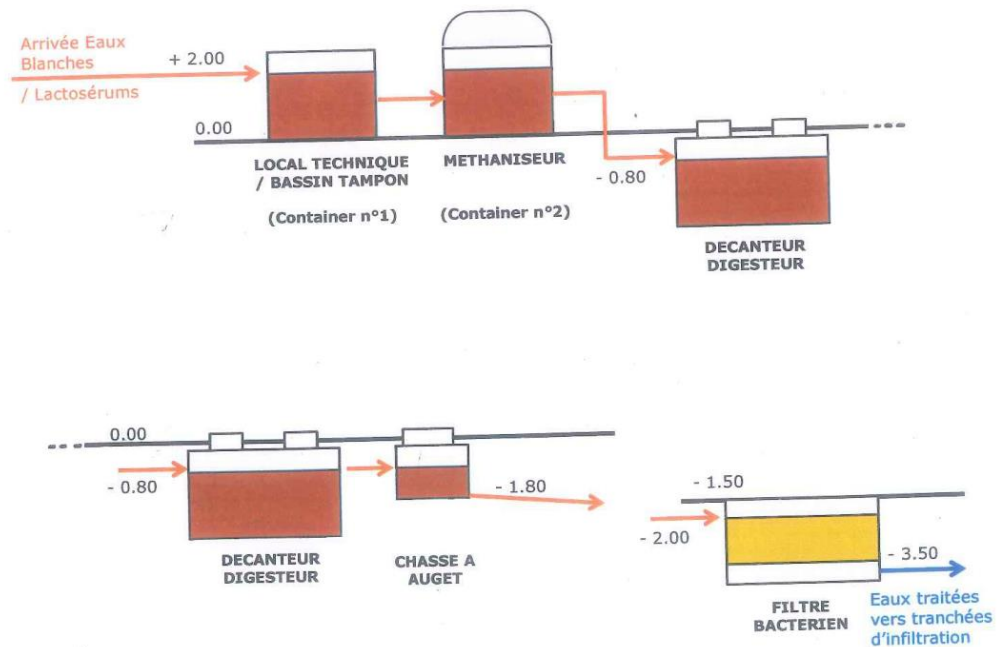 Arrivée Eaux
Blanches
+ 2.00
/ Lactosérums
0.00
LOCAL TECHNIQUE
/ BASSIN TAMPON
(Container n°1)
METHANISEUR
(Container n°2)
- 0.80
DECANTEUR
DIGESTEUR
0.00
- 0.80
- 1.80
DECANTEUR
DIGESTEUR
CHASSE A
AUGET
- 1.50
- 2.00
- 3.50
FILTRE
BACTERIEN
Eaux traitées
vers tranchées
d'infiltration